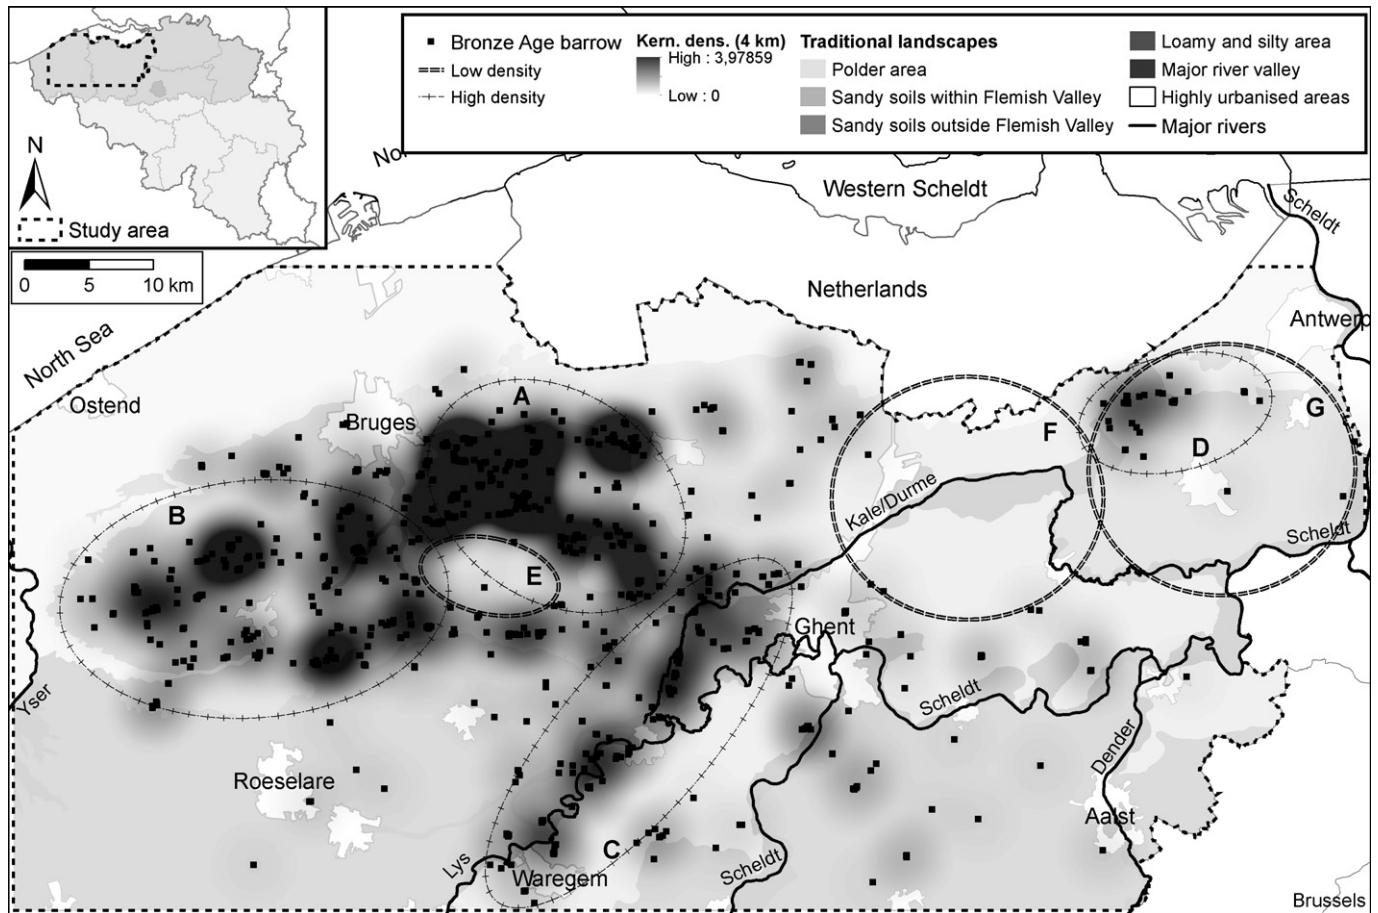 N
Study area
0 5 10 km
Bronze Age barrow
Low density
High density
Kern. dens. (4 km)
High : 3,97859
Low : 0
Traditional landscapes
Polder area
Sandy soils within Flemish Valley
Sandy soils outside Flemish Valley
Loamy and silty area
Major river valley
Highly urbanised areas
Major rivers
Western Scheldt
Scheldt
Netherlands
North Sea
Antwerp
Ostend
Bruges
A
F
G
D
B
Kale/Durme
Scheldt
E
Ghent
Yser
Scheldt
Dender
Roeselare
Aalst
C
Lys
Waregem
Scheldt
Brussels